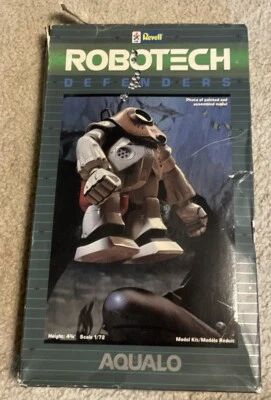 Revell
ROBOTECH
DEFENDERS
Photo of painted and
assembled model
Height: 4¾" Scale 1/72
Model Kit/Modèle Réduit
AQUALO